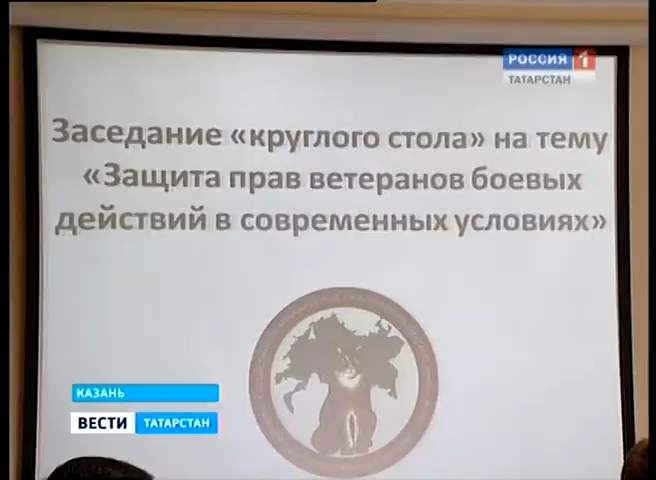 РОССИЯ 1
ТАТАРСТАН
Заседание «круглого стола» на тему
«Защита прав ветеранов боевых
действий в современных условиях»
КАЗАНЬ
ВЕСТИ ТАТАРСТАН